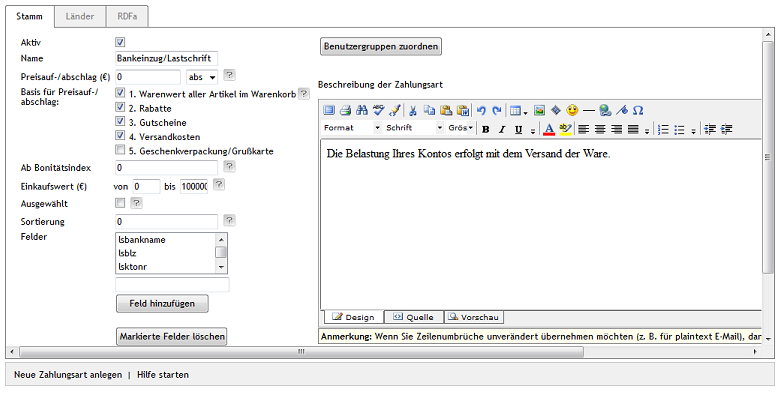 Stamm Länder RDFa
Aktiv
Name Bankeinzug/Lastschrift
Preisauf-/abschlag (€) 0 abs ?
Basis für Preisauf-/abschlag:
1. Warenwert aller Artikel im Warenkorb ?
2. Rabatte
3. Gutscheine
4. Versandkosten
5. Geschenkverpackung/Grußkarte
Ab Bonitätsindex 0 ?
Einkaufswert (€) von 0 bis 100000 ?
Ausgewählt ?
Sortierung 0 ?
Felder lsbankname
lsblz
lsktonr
Feld hinzufügen
Markierte Felder löschen
Benutzergruppen zuordnen
Beschreibung der Zahlungsart
Format Schrift Grös B I U A ab
Die Belastung Ihres Kontos erfolgt mit dem Versand der Ware.
Design Quelle Vorschau
Anmerkung: Wenn Sie Zeilenumbrüche unverändert übernehmen möchten (z. B. für plaintext E-Mail), dar
Neue Zahlungsart anlegen | Hilfe starten